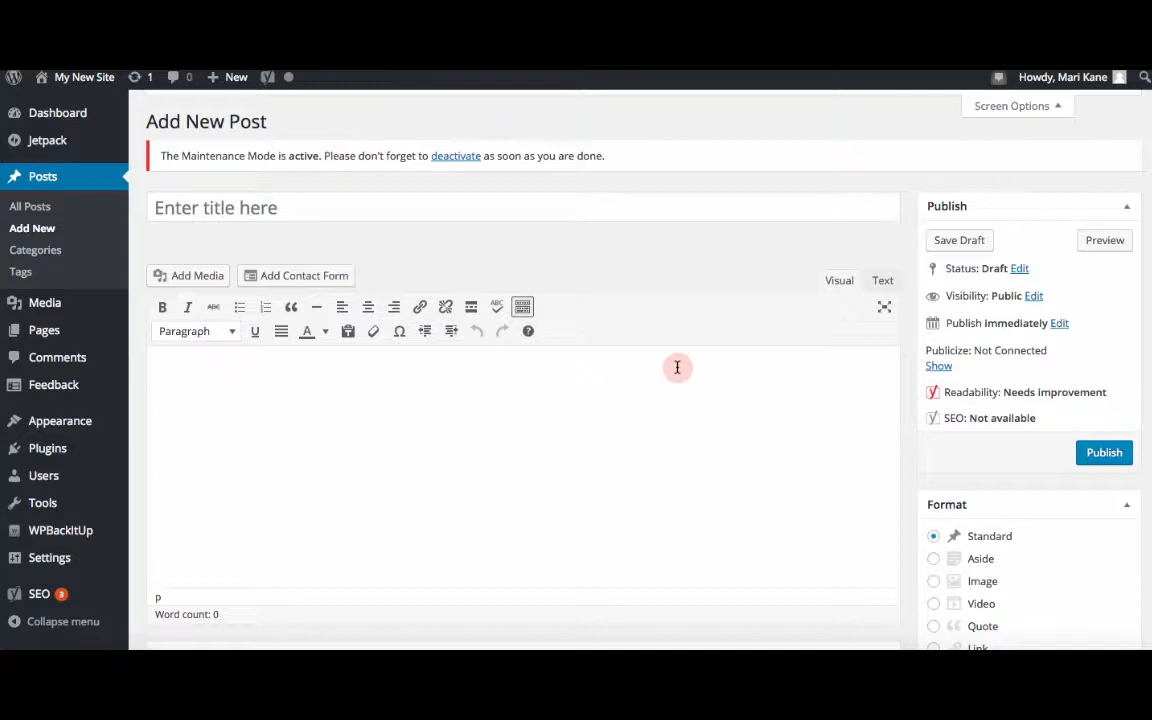 My New Site 1 0 New Howdy, Mari Kane
Screen Options
Dashboard
Jetpack
Posts
All Posts
Add New
Categories
Tags
Media
Pages
Comments
Feedback
Appearance
Plugins
Users
Tools
WPBackItUp
Settings
SEO 3
Collapse menu
Add New Post
The Maintenance Mode is active. Please don't forget to deactivate as soon as you are done.
Enter title here
Add Media Add Contact Form
Visual Text
B I ABC ABC
Paragraph U A Ω ?
p
Word count: 0
Publish
Save Draft Preview
Status: Draft Edit
Visibility: Public Edit
Publish immediately Edit
Publicize: Not Connected
Show
Readability: Needs improvement
SEO: Not available
Publish
Format
Standard
Aside
Image
Video
Quote
Link